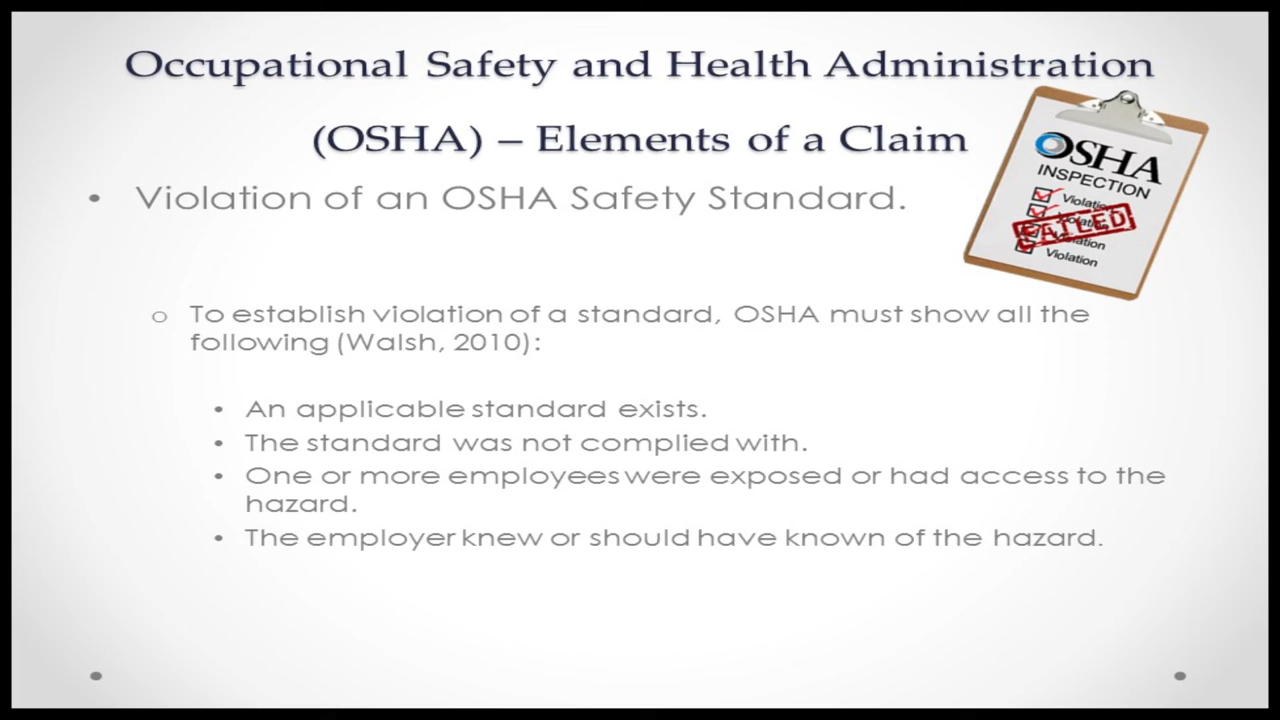 Occupational Safety and Health Administration
(OSHA) – Elements of a Claim
OSHA
INSPECTION
Violation
Violation
FAILED
Violation
Violation
• Violation of an OSHA Safety Standard.
o To establish violation of a standard, OSHA must show all the
following (Walsh, 2010):
• An applicable standard exists.
• The standard was not complied with.
• One or more employees were exposed or had access to the
hazard.
• The employer knew or should have known of the hazard.